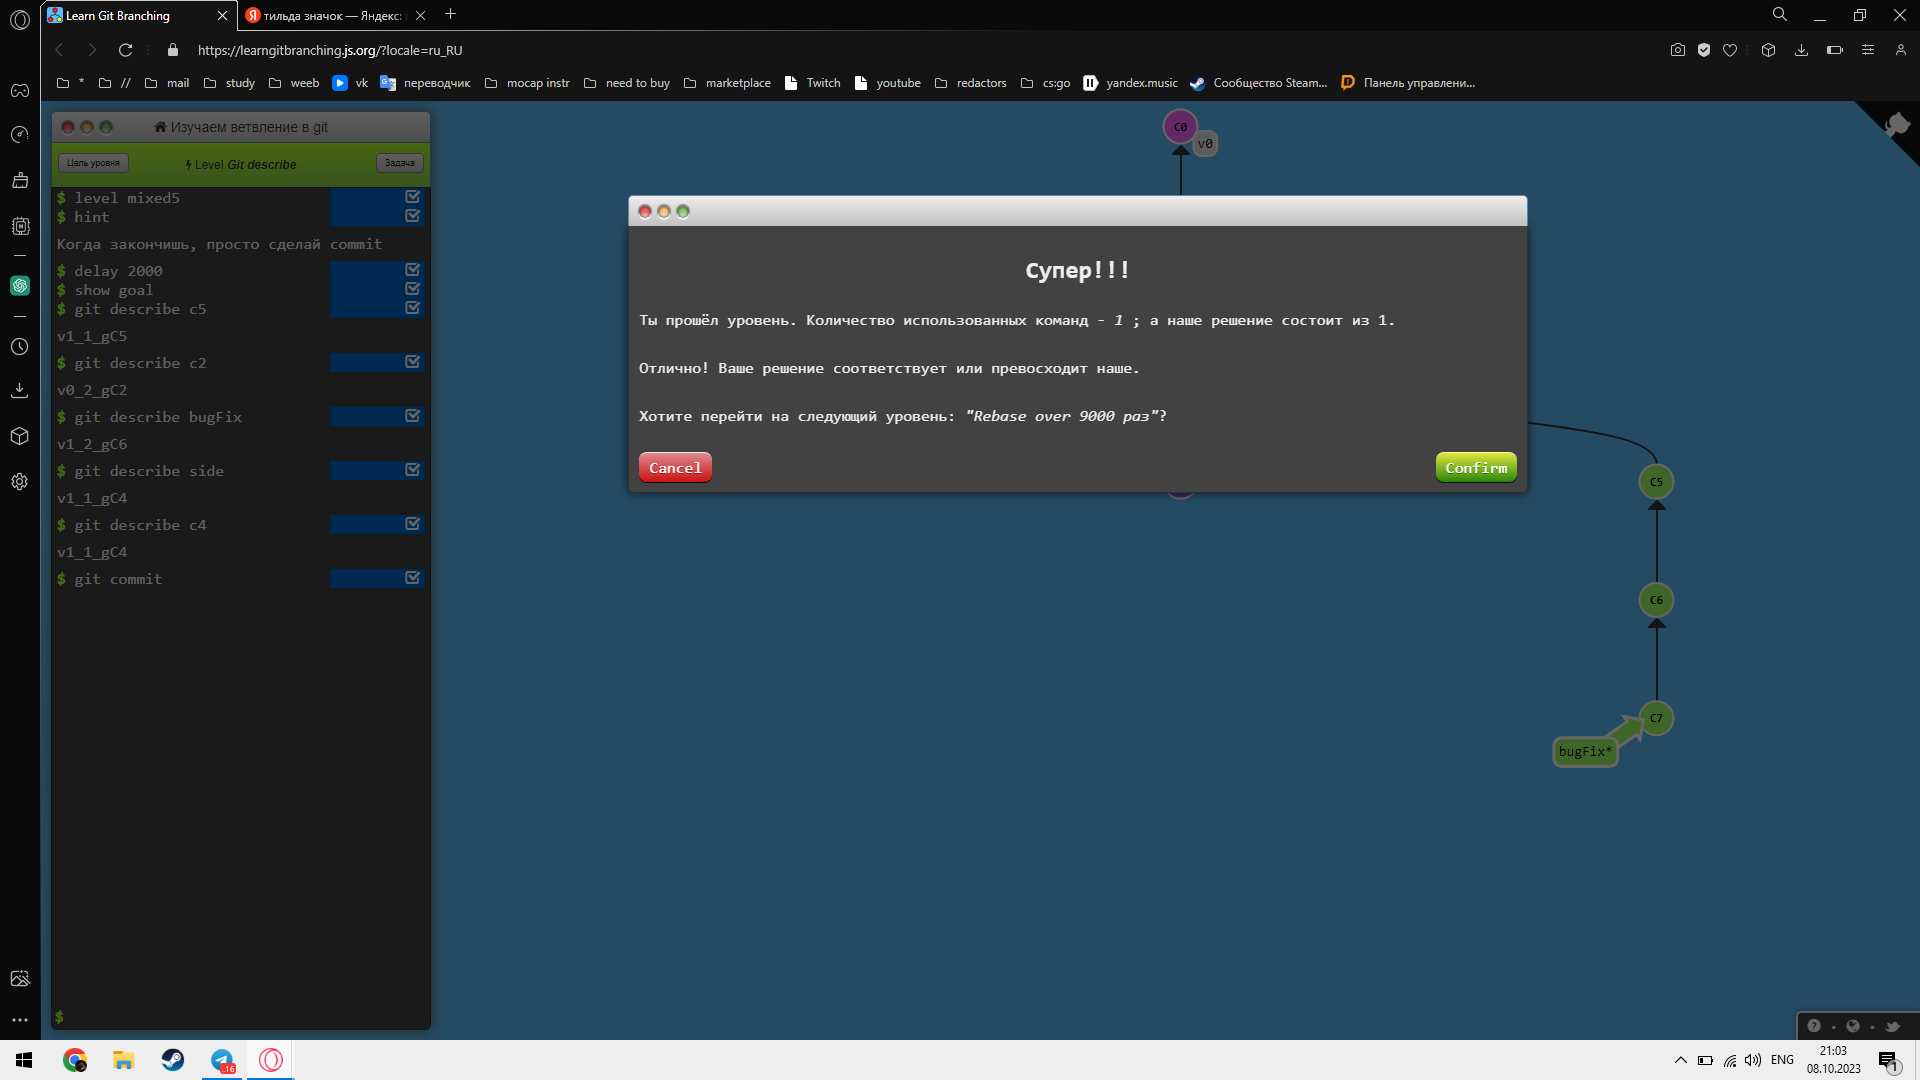 Learn Git Branching
тильда значок — Яндекс:
https://learngitbranching.js.org/?locale=ru_RU
*
//
mail
study
weeb
vk
переводчик
mocap instr
need to buy
marketplace
Twitch
youtube
redactors
cs:go
yandex.music
Сообщество Steam...
Панель управлени...
Изучаем ветвление в git
Цель уровня
Level Git describe
Задача
$ level mixed5
$ hint
Когда закончишь, просто сделай commit
$ delay 2000
$ show goal
$ git describe c5
v1_1_gC5
$ git describe c2
v0_2_gC2
$ git describe bugFix
v1_2_gC6
$ git describe side
v1_1_gC4
$ git describe c4
v1_1_gC4
$ git commit
$
C0
v0
Супер!!!
Ты прошёл уровень. Количество использованных команд - 1 ; а наше решение состоит из 1.
Отлично! Ваше решение соответствует или превосходит наше.
Хотите перейти на следующий уровень: "Rebase over 9000 раз"?
Cancel
Confirm
C5
C6
C7
bugFix*
16
ENG
21:03
08.10.2023
1